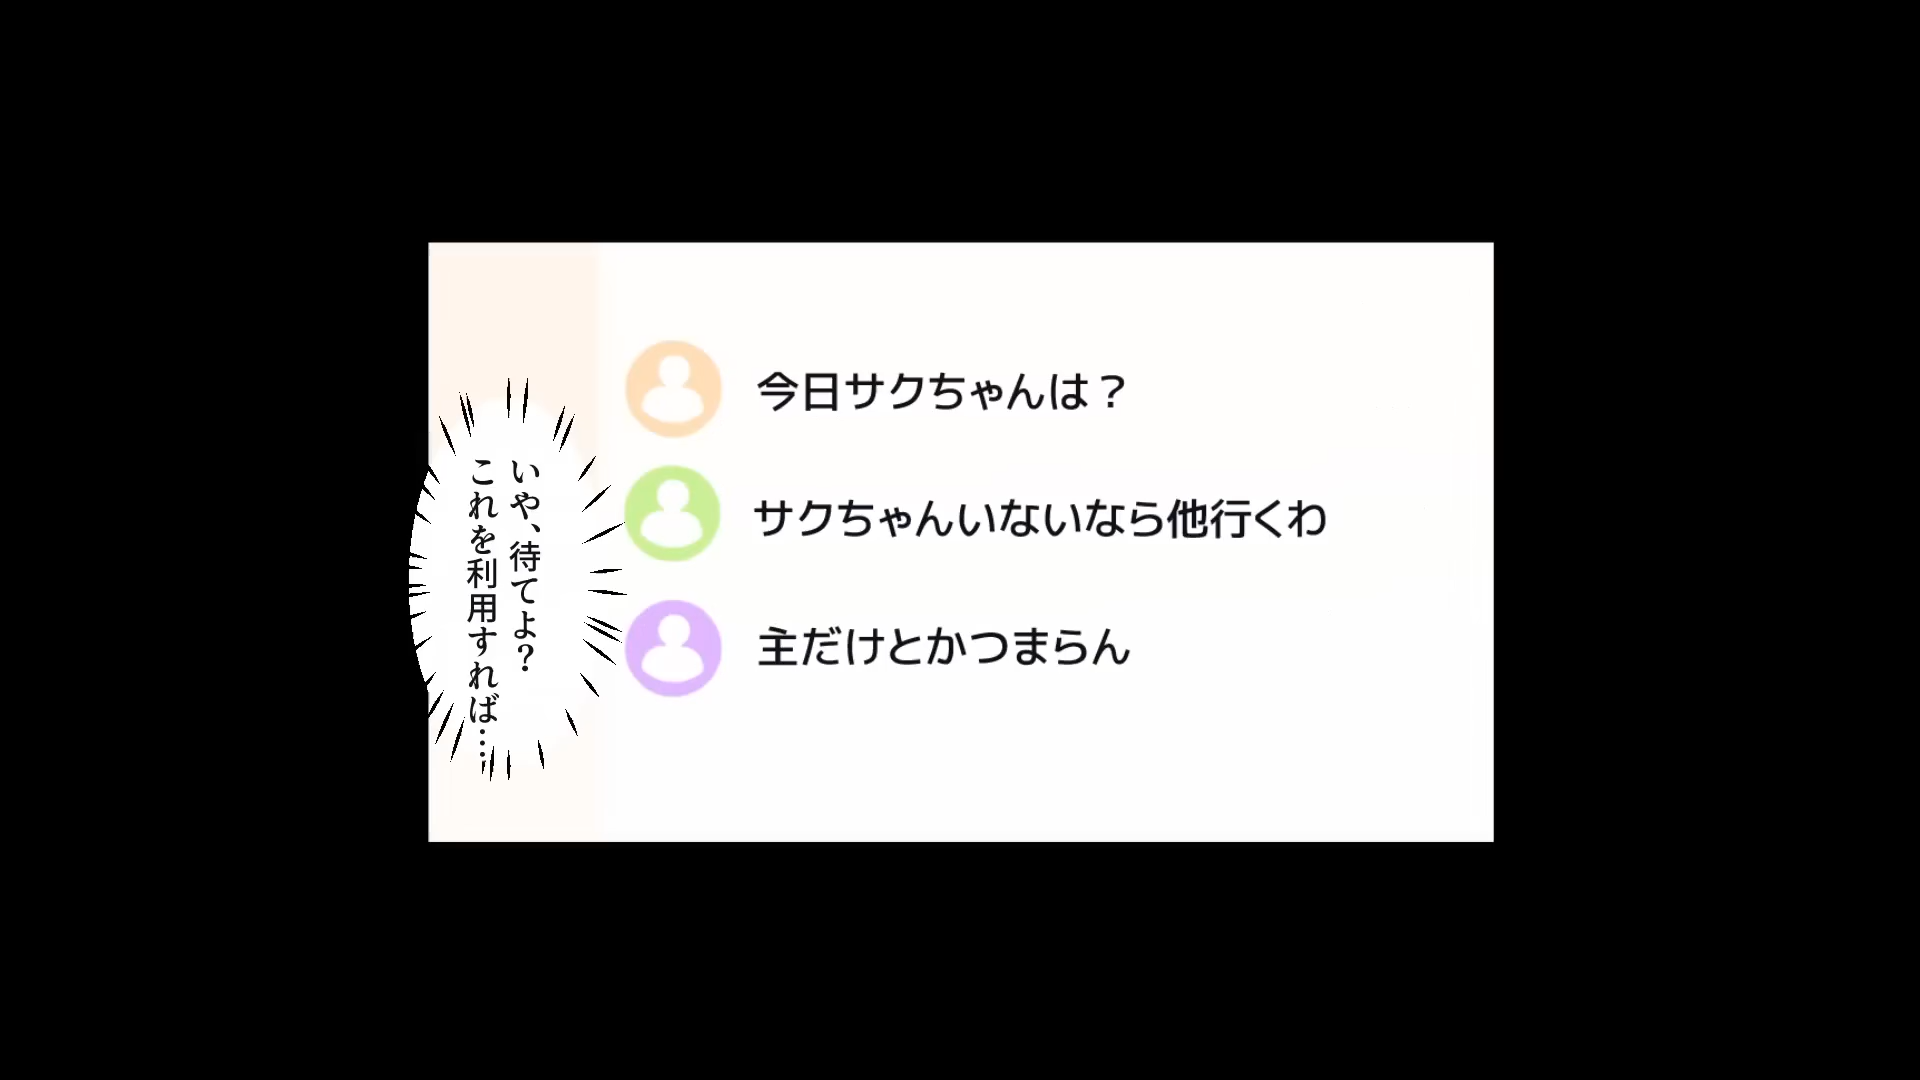 今日サクちゃんは？
サクちゃんいないなら他行くわ
主だけとかつまらん
いや、待てよ？
これを利用すれば…